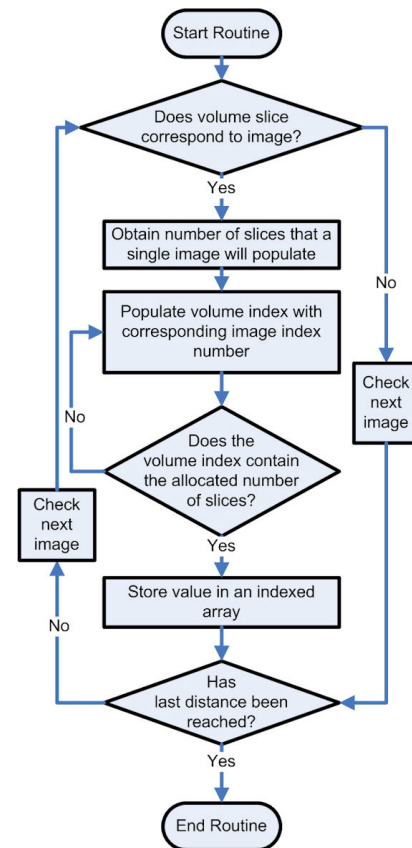 Start Routine
Does volume slice
correspond to image?
Yes
Obtain number of slices that a
single image will populate
No
Populate volume index with
corresponding image index
number
Check
next
image
No
Does the
volume index contain
the allocated number
of slices?
Check
next
image
Yes
Store value in an indexed
array
No
Has
last distance been
reached?
Yes
End Routine